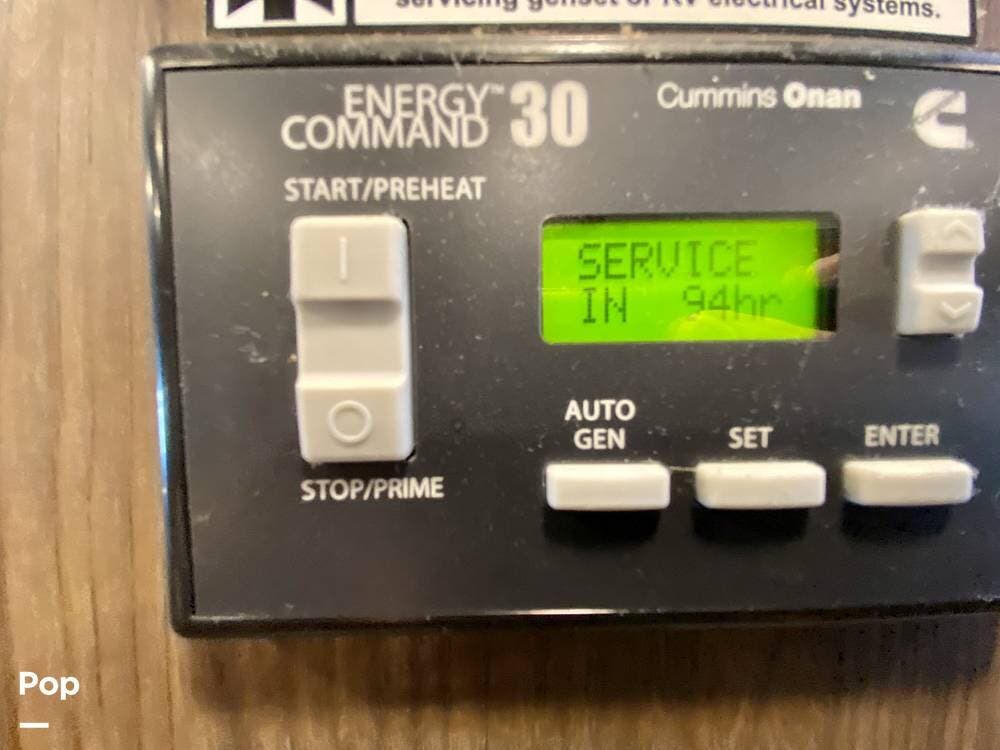 servicing genset or RV electrical systems.
ENERGY™
COMMAND 30
Cummins Onan
START/PREHEAT
SERVICE
IN 94hr
AUTO
GEN
SET
ENTER
STOP/PRIME
Pop